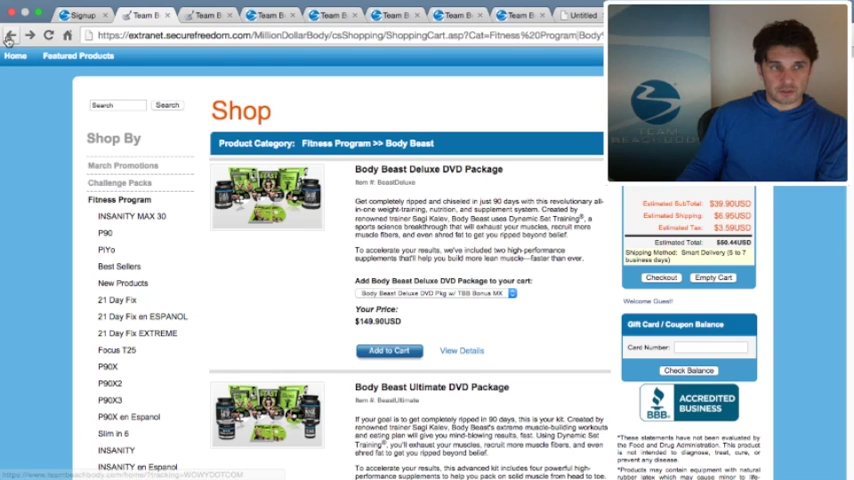 Signup
Team B
Team B
Team B
Team B
Team B
Team B
Team B
Untitled
https://extranet.securefreedom.com/MillionDollarBody/csShopping/ShoppingCart.asp?Cat=Fitness%20Program|Body
Home
Featured Products
Search
Search
Shop
Shop By
March Promotions
Challenge Packs
Fitness Program
INSANITY MAX 30
P90
PiYo
Best Sellers
New Products
21 Day Fix
21 Day Fix en ESPANOL
21 Day Fix EXTREME
Focus T25
P90X
P90X2
P90X3
P90X en Espanol
Slim in 6
INSANITY
INSANITY en Espanol
Product Category: Fitness Program >> Body Beast
Body Beast Deluxe DVD Package
Item #: BeastDeluxe
Get completely ripped and chiseled in just 90 days with this revolutionary all-
in-one weight-training, nutrition, and supplement system. Created by
renowned trainer Sagi Kalev, Body Beast uses Dynamic Set Training®, a
sports science breakthrough that will exhaust your muscles, recruit more
muscle fibers, and even shred fat to get you ripped beyond belief.
To accelerate your results, we've included two high-performance
supplements that'll help you build more lean muscle—faster than ever.
Add Body Beast Deluxe DVD Package to your cart:
Body Beast Deluxe DVD Pkg w/ TBB Bonus MX
Your Price:
$149.90USD
Add to Cart
View Details
Body Beast Ultimate DVD Package
Item #: BeastUltimate
If your goal is to get completely ripped in 90 days, this is your kit. Created by
renowned trainer Sagi Kalev, Body Beast's extreme muscle-building workouts
and eating plan will give you mind-blowing results, fast. Using Dynamic Set
Training®, you'll exhaust your muscles, recruit more muscle fibers, and even
shred fat to get you ripped beyond belief.
To accelerate your results, this advanced kit includes four powerful high-
performance supplements to help you pack on solid mass from head to toe.
TEAM
BEACHBODY
Estimated SubTotal: $39.90USD
Estimated Shipping: $6.95USD
Estimated Tax: $3.59USD
Estimated Total: $50.44USD
Shipping Method: Smart Delivery (5 to 7
business days)
Checkout
Empty Cart
Welcome Guest!
Gift Card / Coupon Balance
Card Number:
Check Balance
BBB
ACCREDITED
BUSINESS
*These statements have not been evaluated by
the Food and Drug Administration. This product
is not intended to diagnose, treat, cure, or
prevent any disease.
*Products may contain equipment with natural
rubber latex which may cause minor to life-
https://www.teambeachbody.com/home/?tracking=WOWYDOTCOM